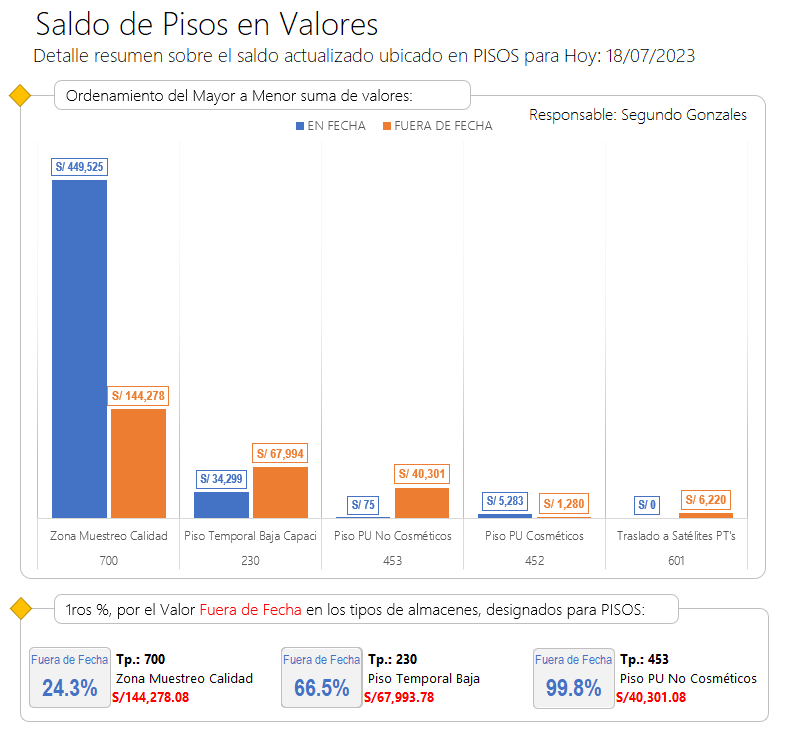 Saldo de Pisos en Valores
Detalle resumen sobre el saldo actualizado ubicado en PISOS para Hoy: 18/07/2023
Ordenamiento del Mayor a Menor suma de valores:
Responsable: Segundo Gonzales
EN FECHA FUERA DE FECHA
S/ 449,525
S/ 144,278
S/ 34,299
S/ 67,994
S/ 75
S/ 40,301
S/ 5,283
S/ 1,280
S/ 0
S/ 6,220
Zona Muestreo Calidad Piso Temporal Baja Capaci Piso PU No Cosméticos Piso PU Cosméticos Traslado a Satélites PT's
700 230 453 452 601
1ros %, por el Valor Fuera de Fecha en los tipos de almacenes, designados para PISOS:
Fuera de Fecha
24.3%
Tp.: 700
Zona Muestreo Calidad
S/144,278.08
Fuera de Fecha
66.5%
Tp.: 230
Piso Temporal Baja
S/67,993.78
Fuera de Fecha
99.8%
Tp.: 453
Piso PU No Cosméticos
S/40,301.08